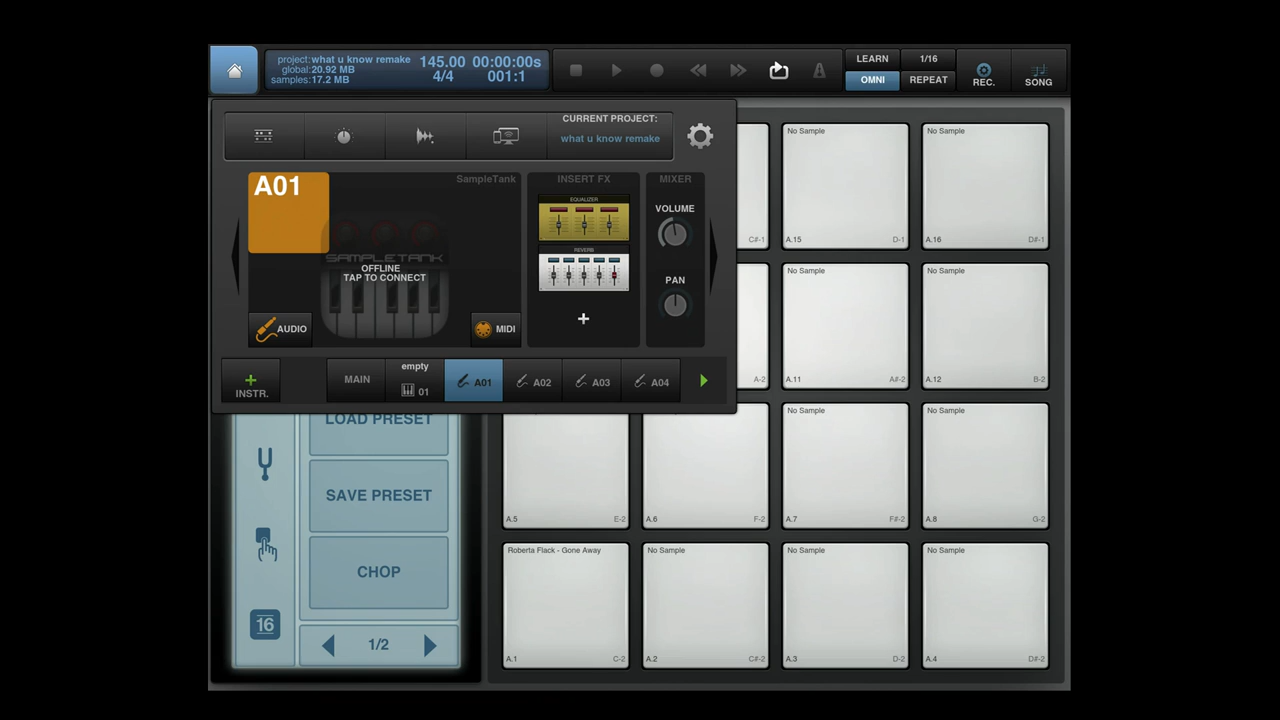 project:what u know remake
global:20.92 MB
samples:17.2 MB
145.00 00:00:00s
4/4 001:1
LEARN
OMNI
1/16
REPEAT
REC.
SONG
CURRENT PROJECT:
what u know remake
A01
SampleTank
SAMPLETANK
OFFLINE
TAP TO CONNECT
AUDIO
MIDI
INSERT FX
EQUALIZER
REVERB
+
MIXER
VOLUME
PAN
+
INSTR.
MAIN
empty
01
A01
A02
A03
A04
LOAD PRESET
SAVE PRESET
CHOP
16
1/2
C#-1
No Sample
A.15 D-1
No Sample
A.16 D#-1
A-2
No Sample
A.11 A#-2
No Sample
A.12 B-2
A.5 E-2
A.6 F-2
No Sample
A.7 F#-2
No Sample
A.8 G-2
Roberta Flack - Gone Away
A.1 C-2
No Sample
A.2 C#-2
No Sample
A.3 D-2
No Sample
A.4 D#-2